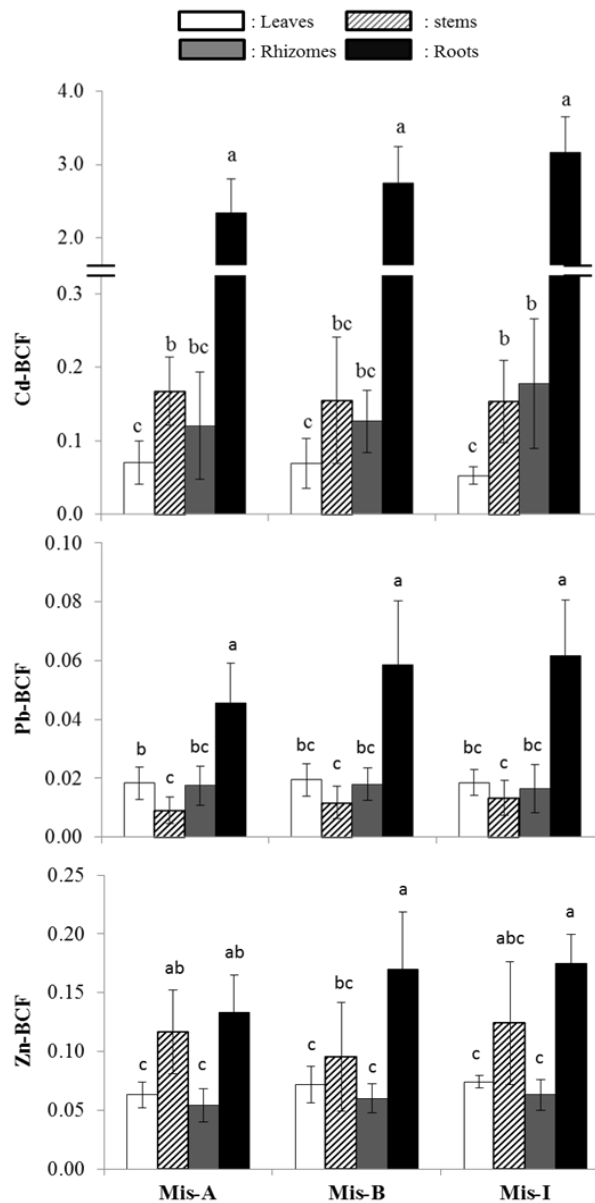 : Leaves : stems
: Rhizomes : Roots
4.0
3.0
2.0
0.3
0.2
0.1
0.0
Cd-BCF
c b bc a
c bc bc a
c b b a
0.10
0.08
0.06
0.04
0.02
0.00
Pb-BCF
b c bc a
bc c bc a
bc c bc a
0.25
0.20
0.15
0.10
0.05
0.00
Zn-BCF
c ab c ab
c bc c a
c abc c a
Mis-A Mis-B Mis-I